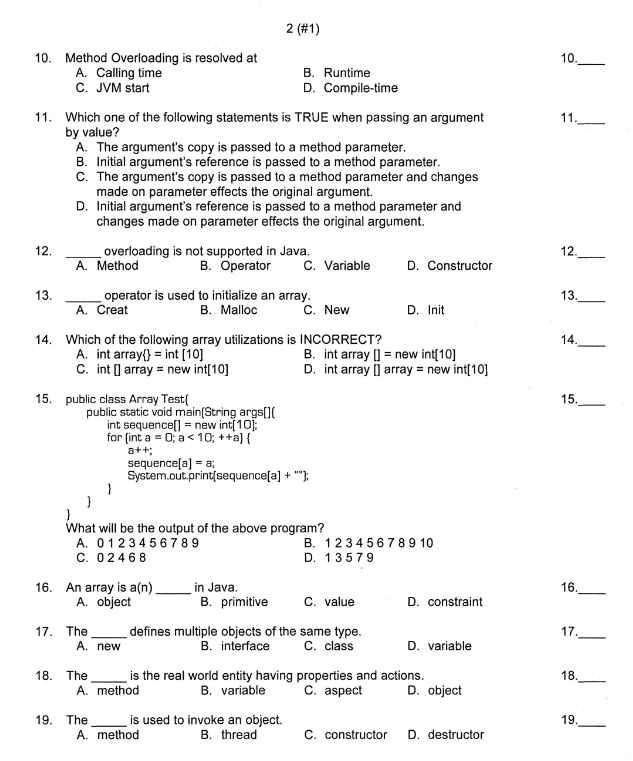 2 (#1)
10. Method Overloading is resolved at 10.____
A. Calling time B. Runtime
C. JVM start D. Compile-time
11. Which one of the following statements is TRUE when passing an argument 11.____
by value?
A. The argument's copy is passed to a method parameter.
B. Initial argument's reference is passed to a method parameter.
C. The argument's copy is passed to a method parameter and changes
made on parameter effects the original argument.
D. Initial argument's reference is passed to a method parameter and
changes made on parameter effects the original argument.
12. _____ overloading is not supported in Java. 12.____
A. Method B. Operator C. Variable D. Constructor
13. _____ operator is used to initialize an array. 13.____
A. Creat B. Malloc C. New D. Init
14. Which of the following array utilizations is INCORRECT? 14.____
A. int array{} = int [10] B. int array [] = new int[10]
C. int [] array = new int[10] D. int array [] array = new int[10]
15. public class Array Test{ 15.____
public static void main(String args[]{
int sequence[] = new int[10];
for (int a = 0; a < 10; ++a) {
a++;
sequence[a] = a;
System.out.print(sequence[a] + "");
}
}
}
What will be the output of the above program?
A. 0 1 2 3 4 5 6 7 8 9 B. 1 2 3 4 5 6 7 8 9 10
C. 0 2 4 6 8 D. 1 3 5 7 9
16. An array is a(n) _____ in Java. 16.____
A. object B. primitive C. value D. constraint
17. The _____ defines multiple objects of the same type. 17.____
A. new B. interface C. class D. variable
18. The _____ is the real world entity having properties and actions. 18.____
A. method B. variable C. aspect D. object
19. The _____ is used to invoke an object. 19.____
A. method B. thread C. constructor D. destructor